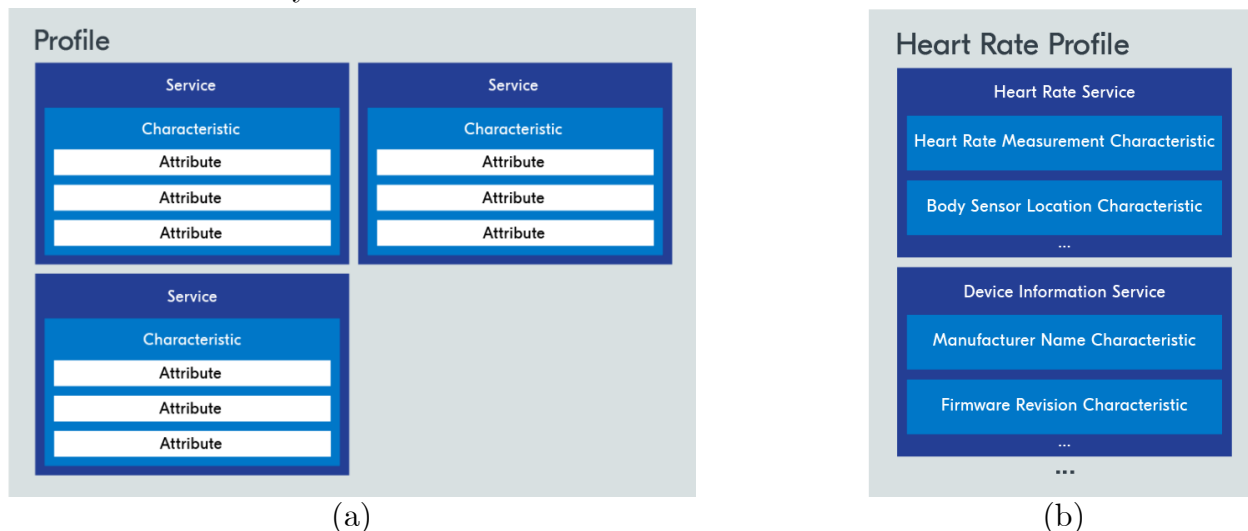 Profile
Service
Characteristic
Attribute
Attribute
Attribute
Service
Characteristic
Attribute
Attribute
Attribute
Service
Characteristic
Attribute
Attribute
Attribute
(a)
Heart Rate Profile
Heart Rate Service
Heart Rate Measurement Characteristic
Body Sensor Location Characteristic
...
Device Information Service
Manufacturer Name Characteristic
Firmware Revision Characteristic
...
...
(b)